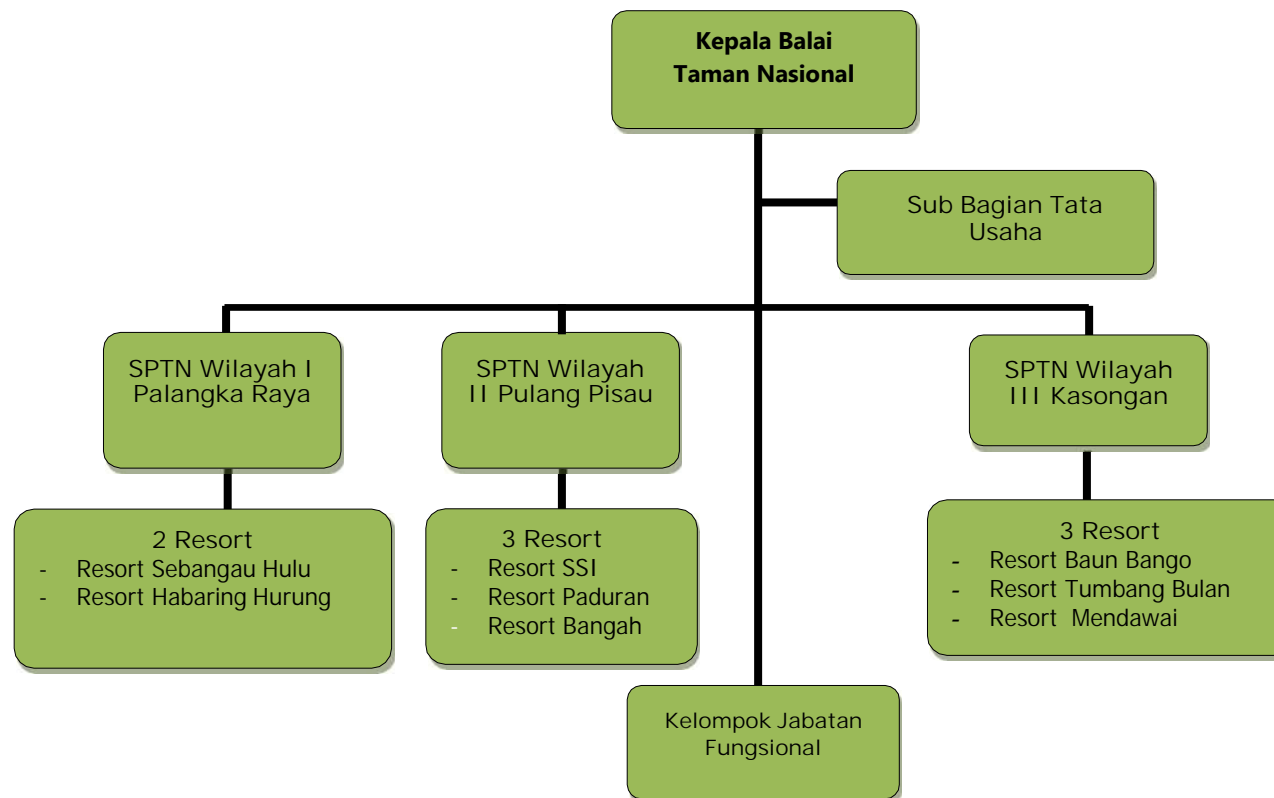 Kepala Balai
Taman Nasional
Sub Bagian Tata
Usaha
SPTN Wilayah I
Palangka Raya
SPTN Wilayah
II Pulang Pisau
SPTN Wilayah
III Kasongan
2 Resort
- Resort Sebangau Hulu
- Resort Habaring Hurung
3 Resort
- Resort SSI
- Resort Paduran
- Resort Bangah
3 Resort
- Resort Baun Bango
- Resort Tumbang Bulan
- Resort Mendawai
Kelompok Jabatan
Fungsional